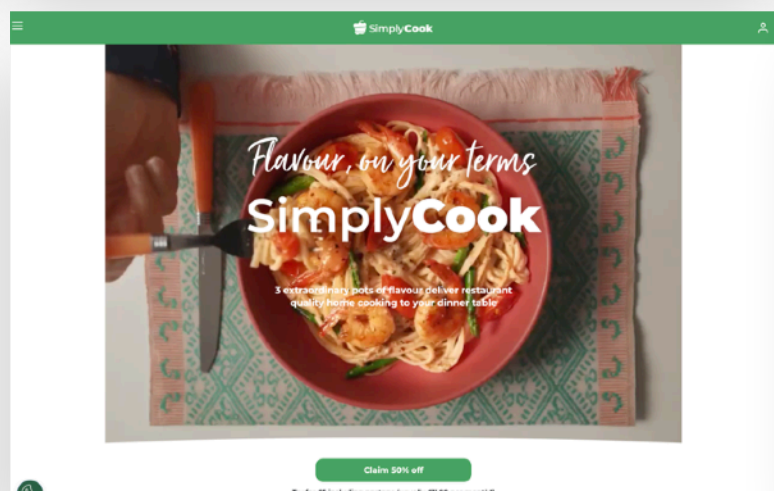 SimplyCook
Flavour, on your terms
SimplyCook
3 extraordinary pots of flavour deliver restaurant
quality home cooking to your dinner table
Claim 50% off